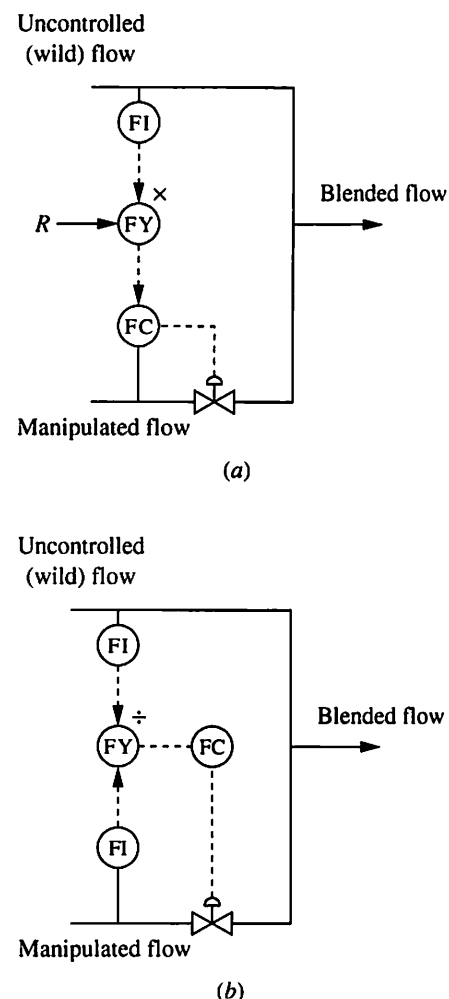 Uncontrolled
(wild) flow
FI
×
Blended flow
R
FY
FC
Manipulated flow
(a)
Uncontrolled
(wild) flow
FI
÷
Blended flow
FY
FC
FI
Manipulated flow
(b)